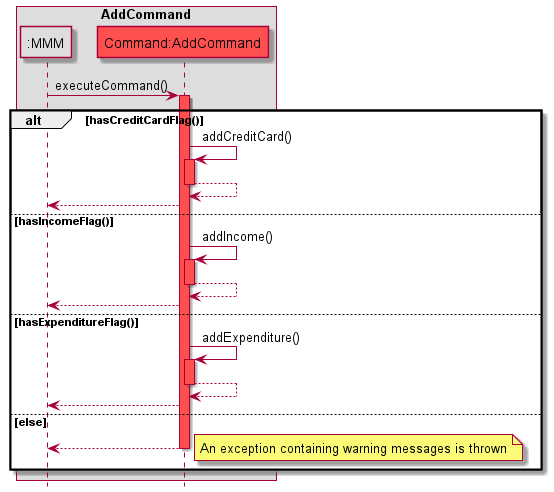 AddCommand
:MMM
Command:AddCommand
executeCommand()
alt
[hasCreditCardFlag()]
addCreditCard()
[hasIncomeFlag()]
addIncome()
[hasExpenditureFlag()]
addExpenditure()
[else]
An exception containing warning messages is thrown